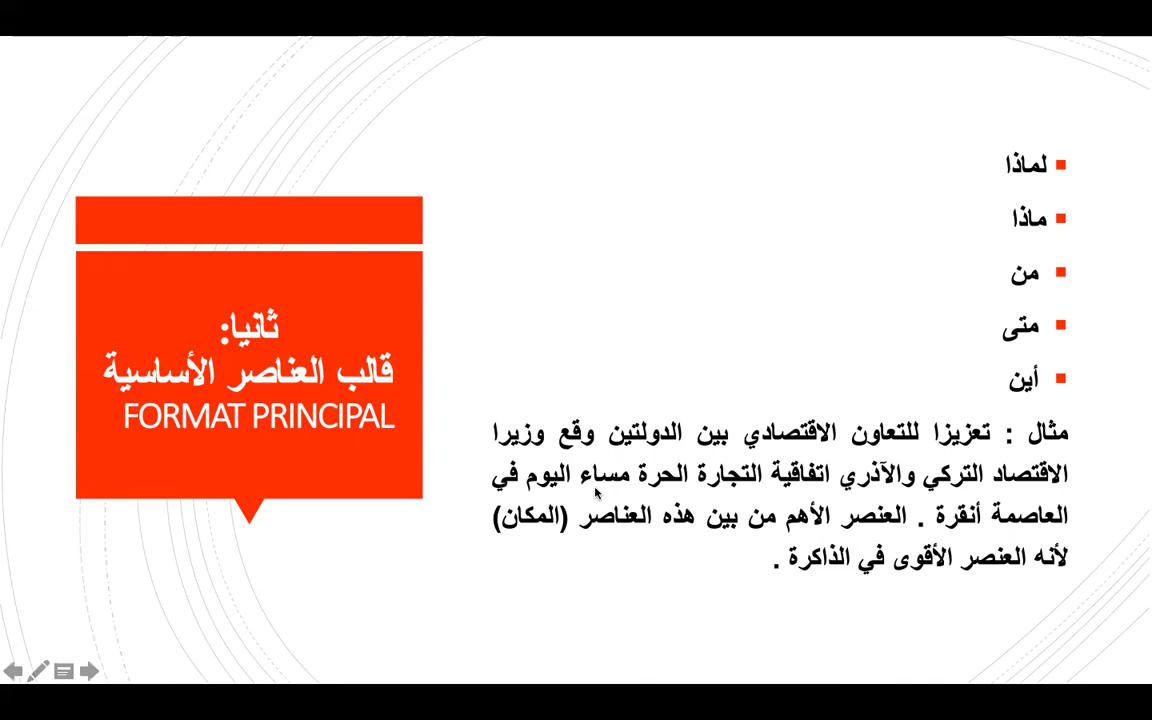 ثانيا:
قالب العناصر الأساسية
FORMAT PRINCIPAL
لماذا
ماذا
من
متى
أين
مثال : تعزيزا للتعاون الاقتصادي بين الدولتين وقع وزيرا
الاقتصاد التركي والآذري اتفاقية التجارة الحرة مساء اليوم في
العاصمة أنقرة . العنصر الأهم من بين هذه العناصر (المكان)
لأنه العنصر الأقوى في الذاكرة .